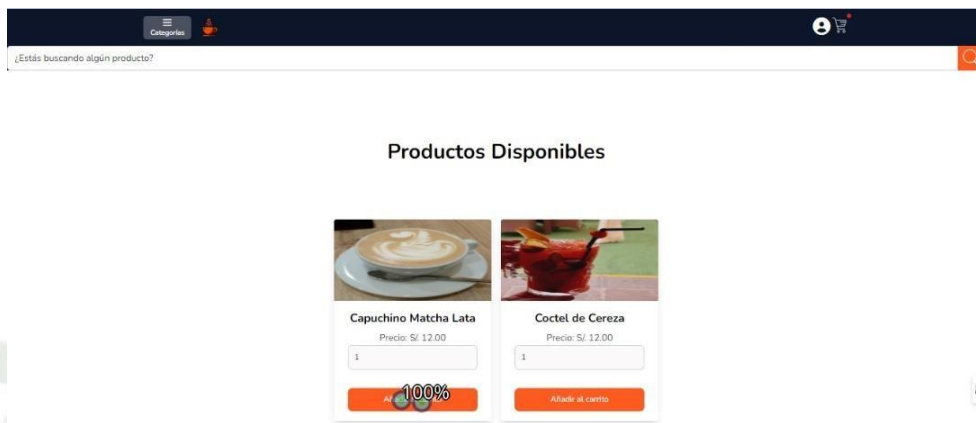 Categorías
¿Estás buscando algún producto?
Productos Disponibles
Capuchino Matcha Lata
Precio: S/. 12.00
1
100%
Coctel de Cereza
Precio: S/. 12.00
1
Añadir al carrito